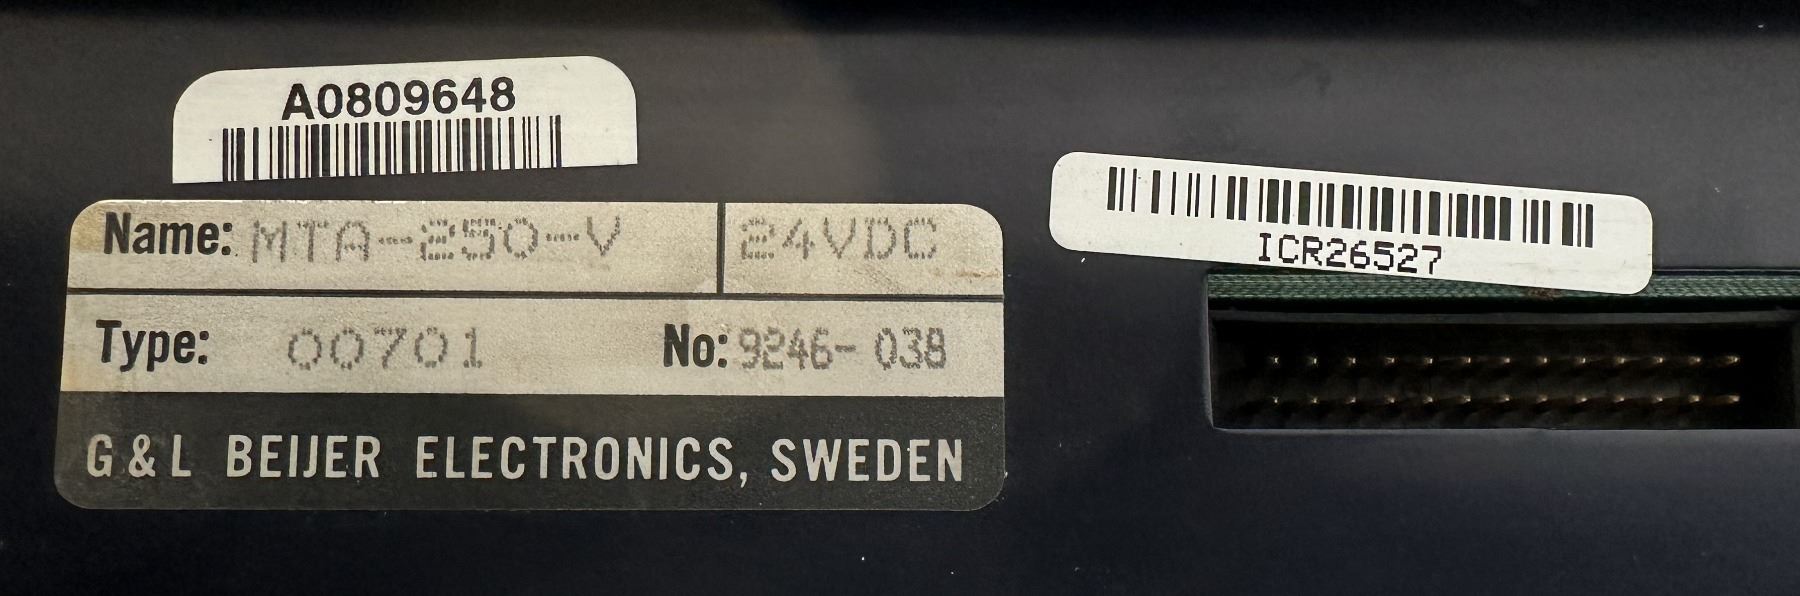 A0809648
Name: MTA-250-V 24VDC
Type: 00701 No: 9246- 038
G & L BEIJER ELECTRONICS, SWEDEN
ICR26527